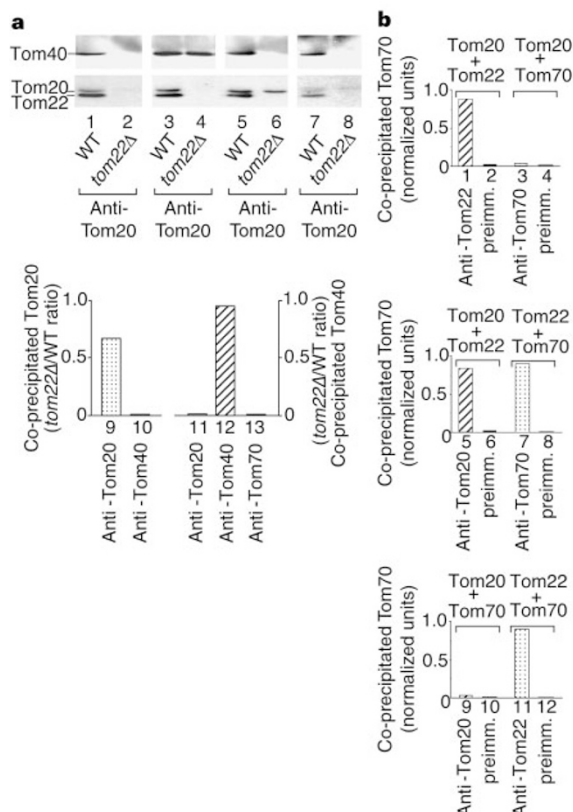 a
Tom40
Tom20
Tom22
1 2 3 4 5 6 7 8
WT tom22Δ WT tom22Δ WT tom22Δ WT tom22Δ
Anti- Anti- Anti- Anti-
Tom20 Tom20 Tom20 Tom20
Co-precipitated Tom20
(tom22Δ/WT ratio)
1.0
0.5
0
9 10
Anti -Tom20
Anti -Tom40
11 12 13
Anti -Tom20
Anti -Tom40
Anti -Tom70
1.0
0.5
0
(tom22Δ/WT ratio)
Co-precipitated Tom40
b
Tom20 Tom20
+ +
Tom22 Tom70
Co-precipitated Tom70
(normalized units)
1.0
0.5
0
1 2 3 4
Anti -Tom22
preimm.
Anti -Tom70
preimm.
Tom20 Tom22
+ +
Tom22 Tom70
Co-precipitated Tom70
(normalized units)
1.0
0.5
0
5 6 7 8
Anti -Tom20
preimm.
Anti -Tom70
preimm.
Tom20 Tom22
+ +
Tom70 Tom70
Co-precipitated Tom70
(normalized units)
1.0
0.5
0
9 10 11 12
Anti -Tom20
preimm.
Anti -Tom22
preimm.